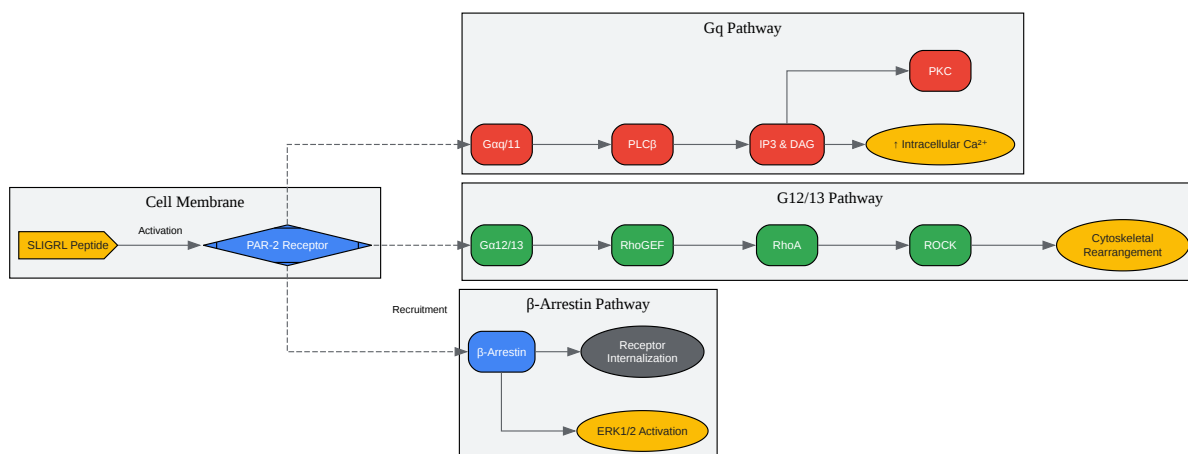 Gq Pathway
PKC
Gαq/11
PLCβ
IP3 & DAG
↑ Intracellular Ca²⁺
Cell Membrane
SLIGRL Peptide
Activation
PAR-2 Receptor
G12/13 Pathway
Gα12/13
RhoGEF
RhoA
ROCK
Cytoskeletal
Rearrangement
Recruitment
β-Arrestin Pathway
β-Arrestin
Receptor
Internalization
ERK1/2 Activation